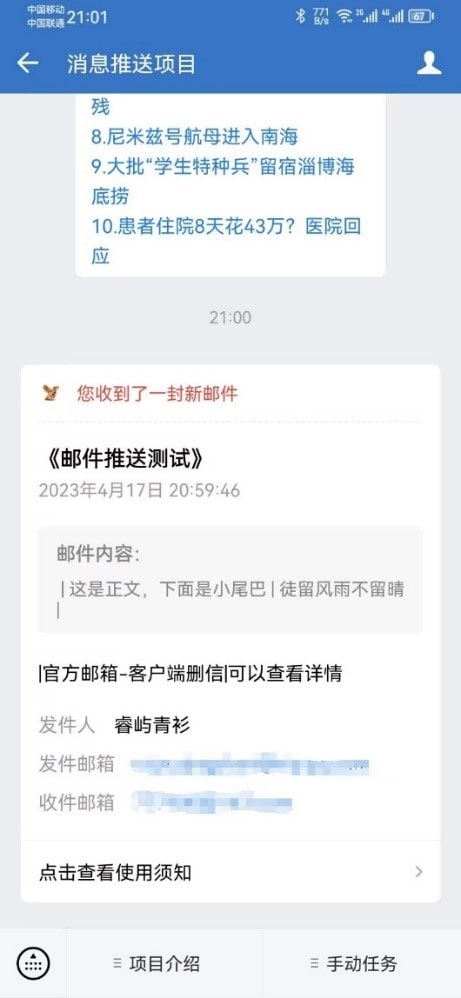 中国移动
中国联通 21:01 771 B/s 2G 4G 67
消息推送项目
残
8.尼米兹号航母进入南海
9.大批“学生特种兵”留宿淄博海
底捞
10.患者住院8天花43万？医院回
应
21:00
您收到了一封新邮件
《邮件推送测试》
2023年4月17日 20:59:46
邮件内容：
|这是正文，下面是小尾巴|徒留风雨不留晴
|
|官方邮箱-客户端删信|可以查看详情
发件人 睿屿青衫
发件邮箱
收件邮箱
点击查看使用须知
项目介绍 手动任务